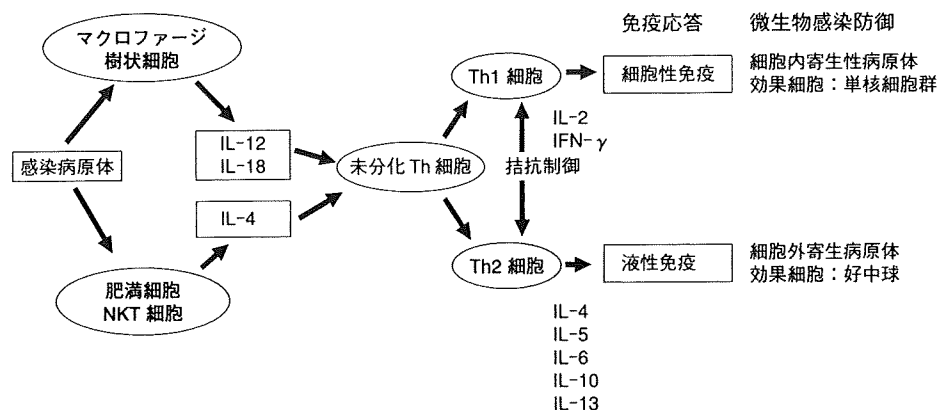 免疫応答 微生物感染防御
マクロファージ
樹状細胞
Th1 細胞
細胞性免疫
細胞内寄生性病原体
効果細胞：単核細胞群
IL-2
IFN-γ
感染病原体
IL-12
IL-18
未分化 Th 細胞
拮抗制御
IL-4
Th2 細胞
液性免疫
細胞外寄生病原体
効果細胞：好中球
肥満細胞
NKT 細胞
IL-4
IL-5
IL-6
IL-10
IL-13